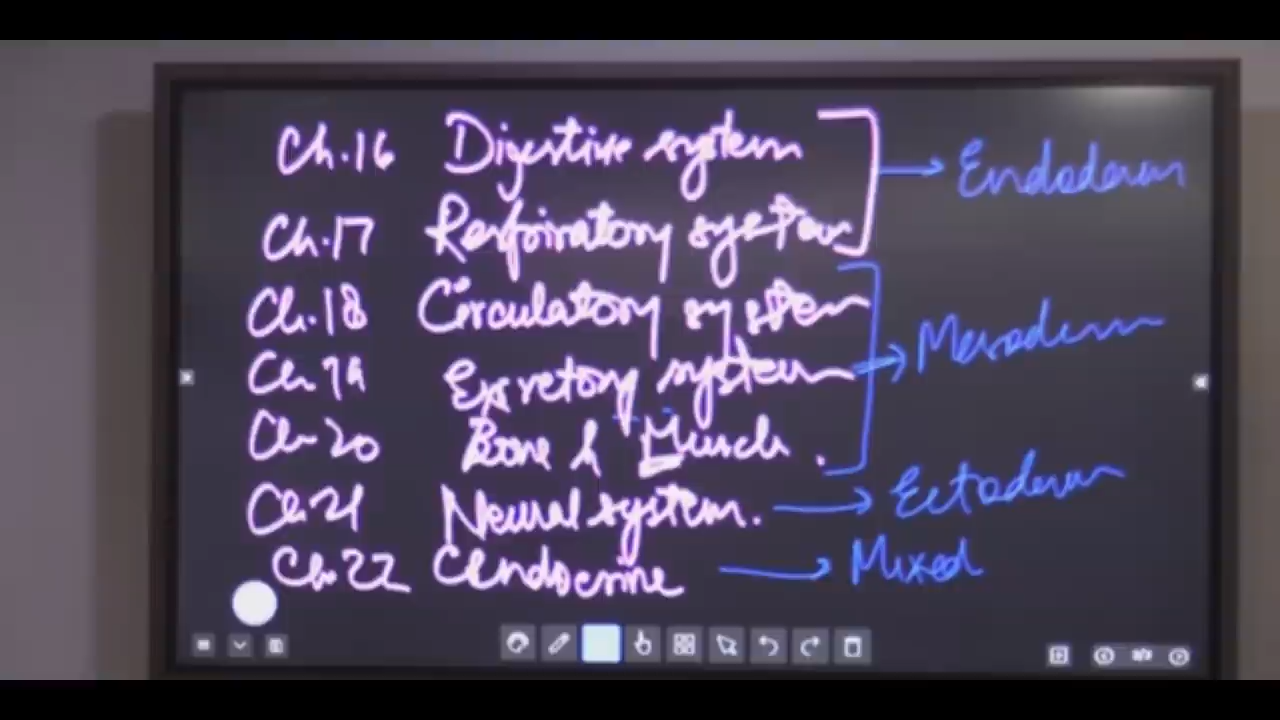 Ch.16 Digestive system → Endoderm
Ch.17 Respiratory system
Ch.18 Circulatory system → Mesoderm
Ch 19 Excretory system
Ch 20 Bone & Muscle.
Ch.21 Neural system. → Ectoderm
Ch.22 Endocrine → Mixed